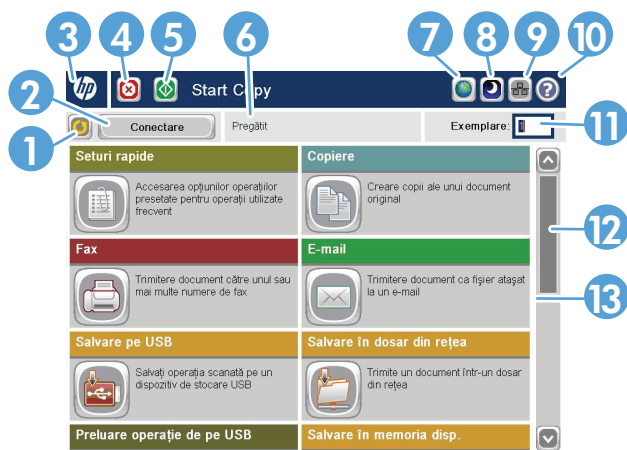 3 4 5 6 7 8 9 10
hp Start Copy
2 Conectare Pregătit Exemplare: 1 11
1
Seturi rapide
Accesarea opțiunilor operațiilor
presetate pentru operații utilizate
frecvent
Copiere
Creare copii ale unui document
original
12
Fax
Trimitere document către unul sau
mai multe numere de fax
E-mail
Trimitere document ca fișier atașat
la un e-mail
13
Salvare pe USB
Salvați operația scanată pe un
dispozitiv de stocare USB
Salvare în dosar din rețea
Trimite un document într-un dosar
din rețea
Preluare operație de pe USB
Salvare în memoria disp.